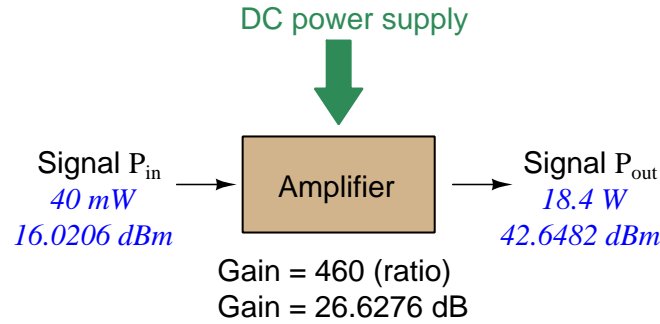 DC power supply
Signal Pin
40 mW
16.0206 dBm
Amplifier
Signal Pout
18.4 W
42.6482 dBm
Gain = 460 (ratio)
Gain = 26.6276 dB